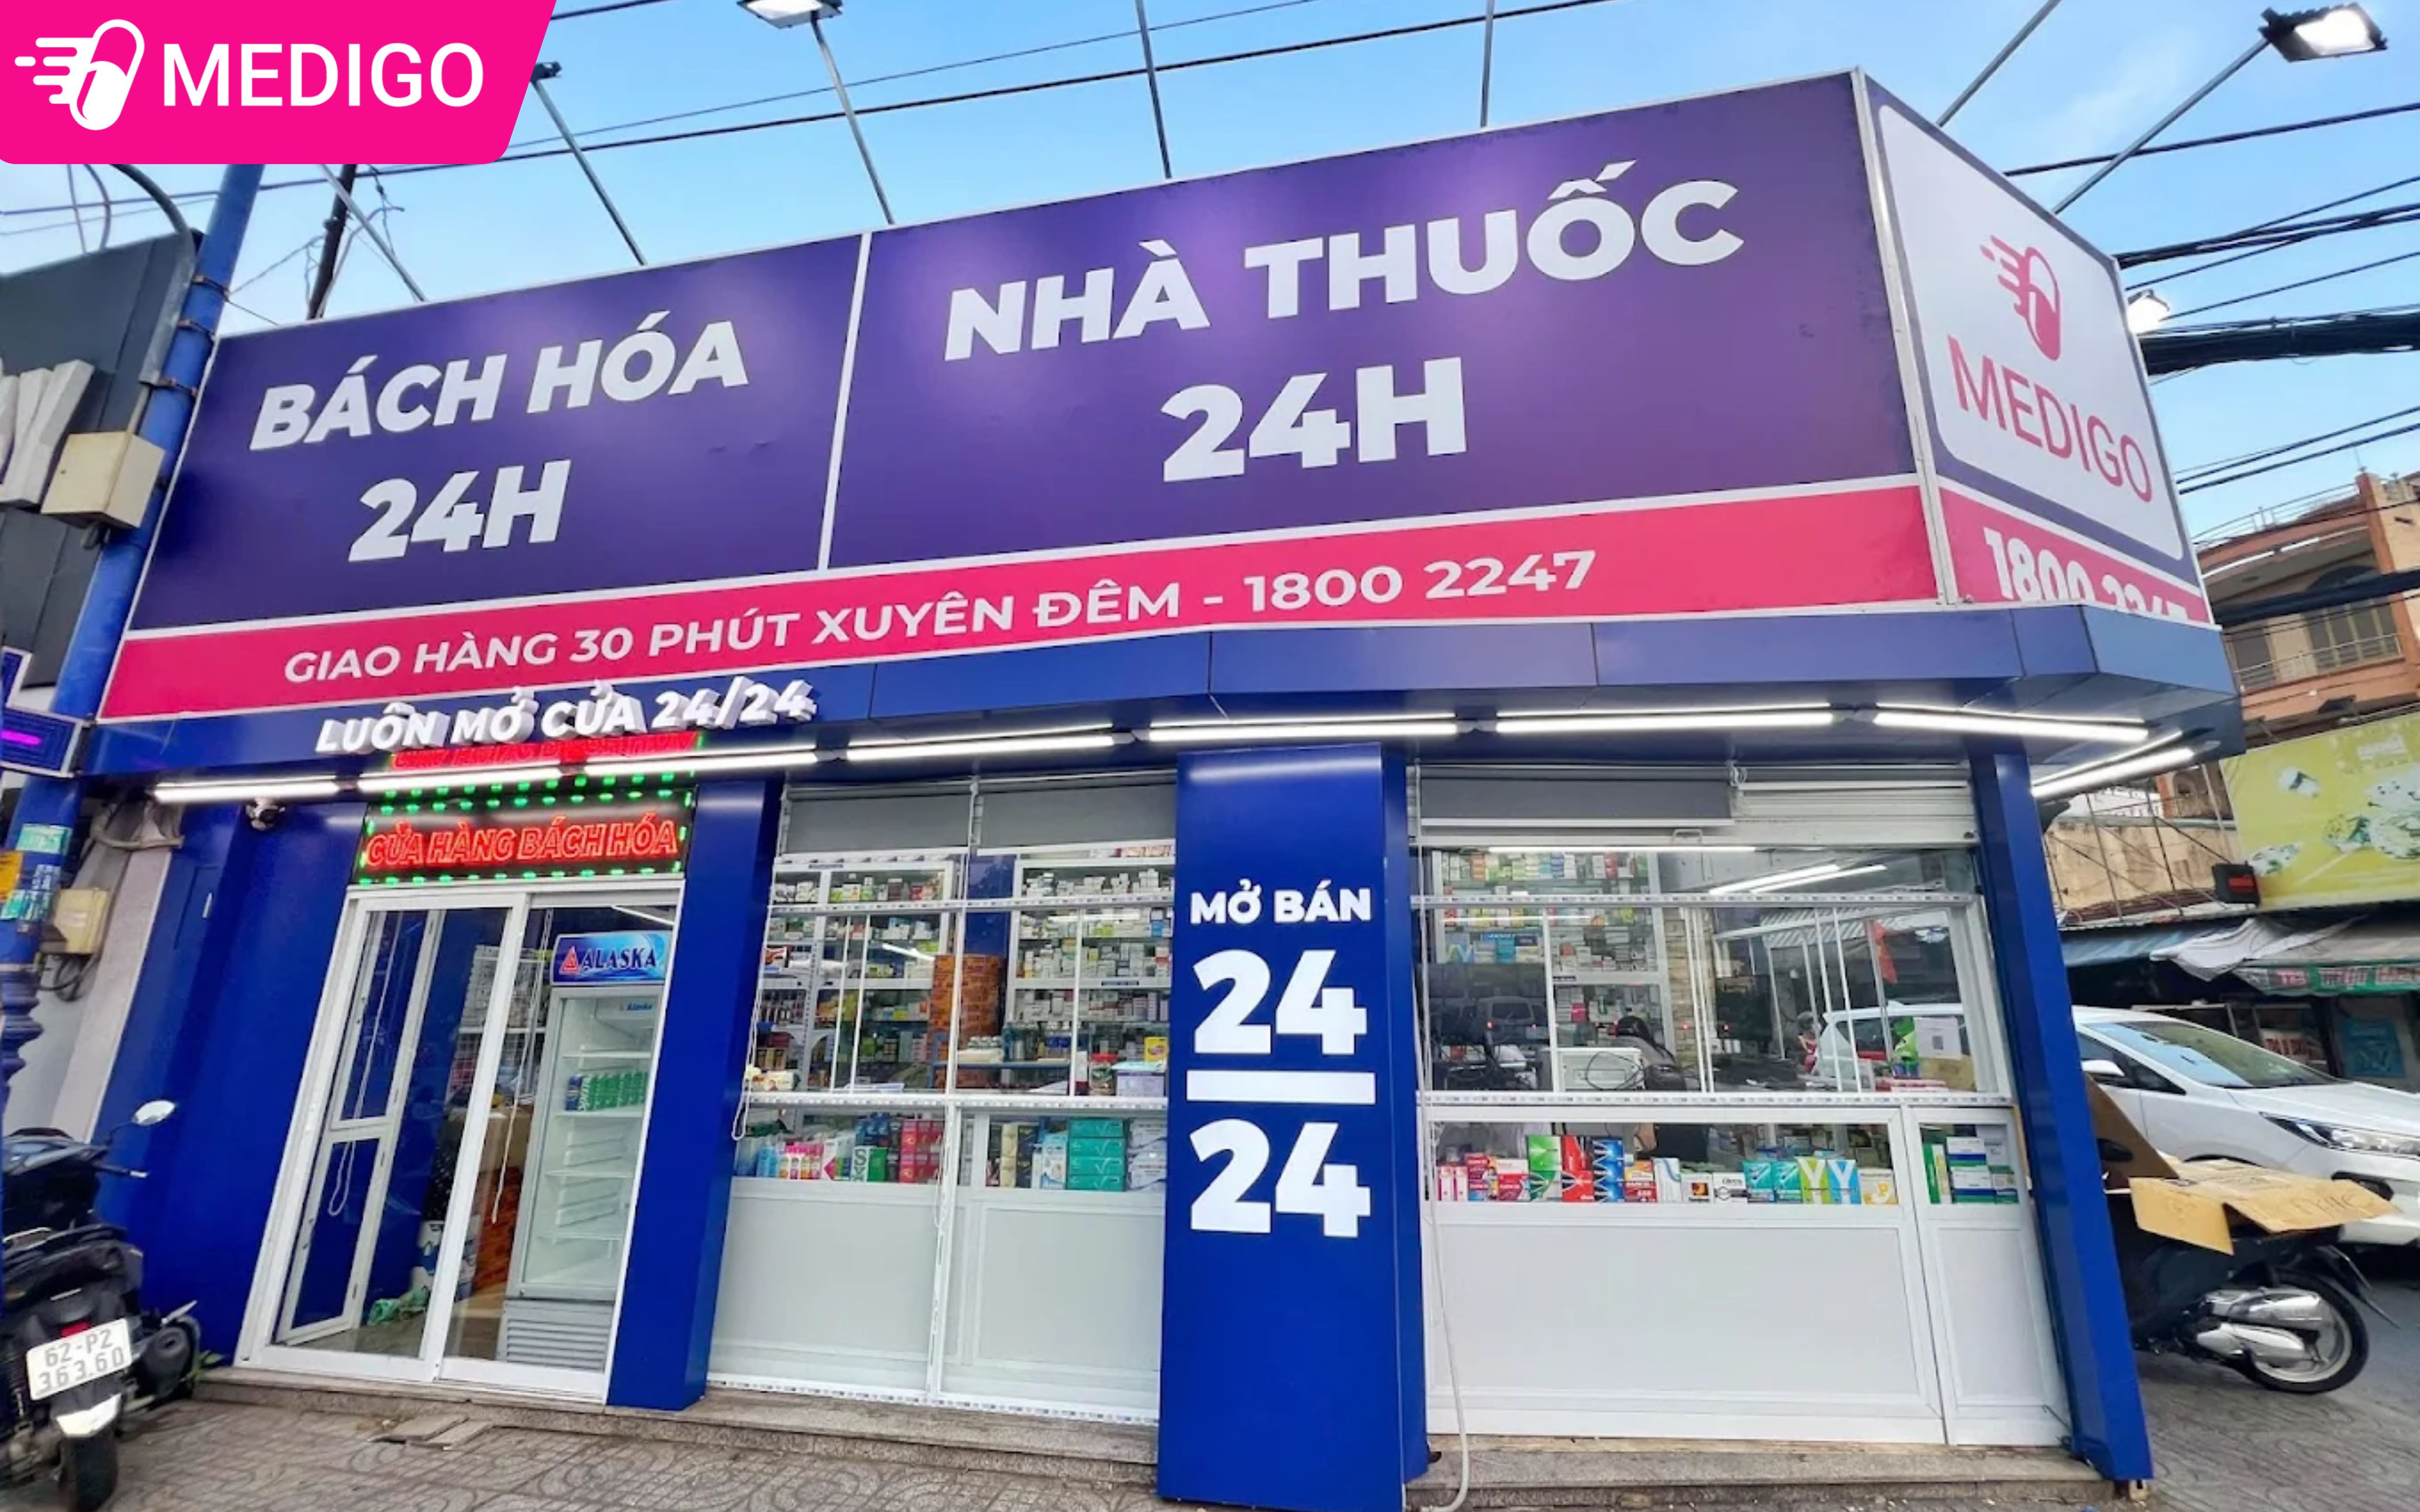 MEDIGO
BÁCH HÓA
24H
NHÀ THUỐC
24H
MEDIGO
GIAO HÀNG 30 PHÚT XUYÊN ĐÊM - 1800 2247
1800 2247
LUÔN MỞ CỬA 24/24
CỬA HÀNG BÁCH HÓA
ALASKA
MỞ BÁN
24
24
62-P2
363.60